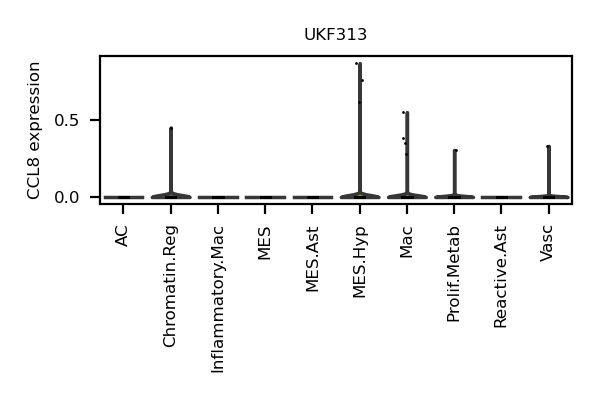 UKF313
CCL8 expression
0.5
0.0
AC
Chromatin.Reg
Inflammatory.Mac
MES
MES.Ast
MES.Hyp
Mac
Prolif.Metab
Reactive.Ast
Vasc